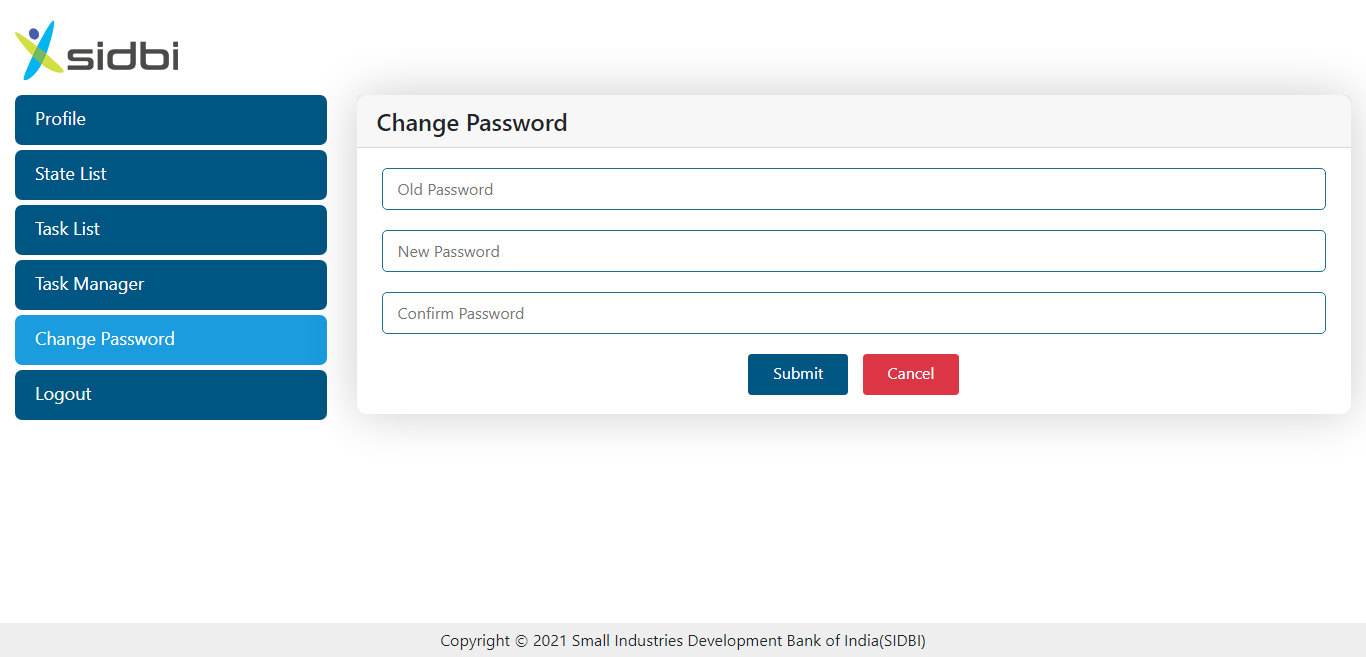 sidbi
Profile
State List
Task List
Task Manager
Change Password
Logout
Change Password
Old Password
New Password
Confirm Password
Submit Cancel
Copyright © 2021 Small Industries Development Bank of India(SIDBI)